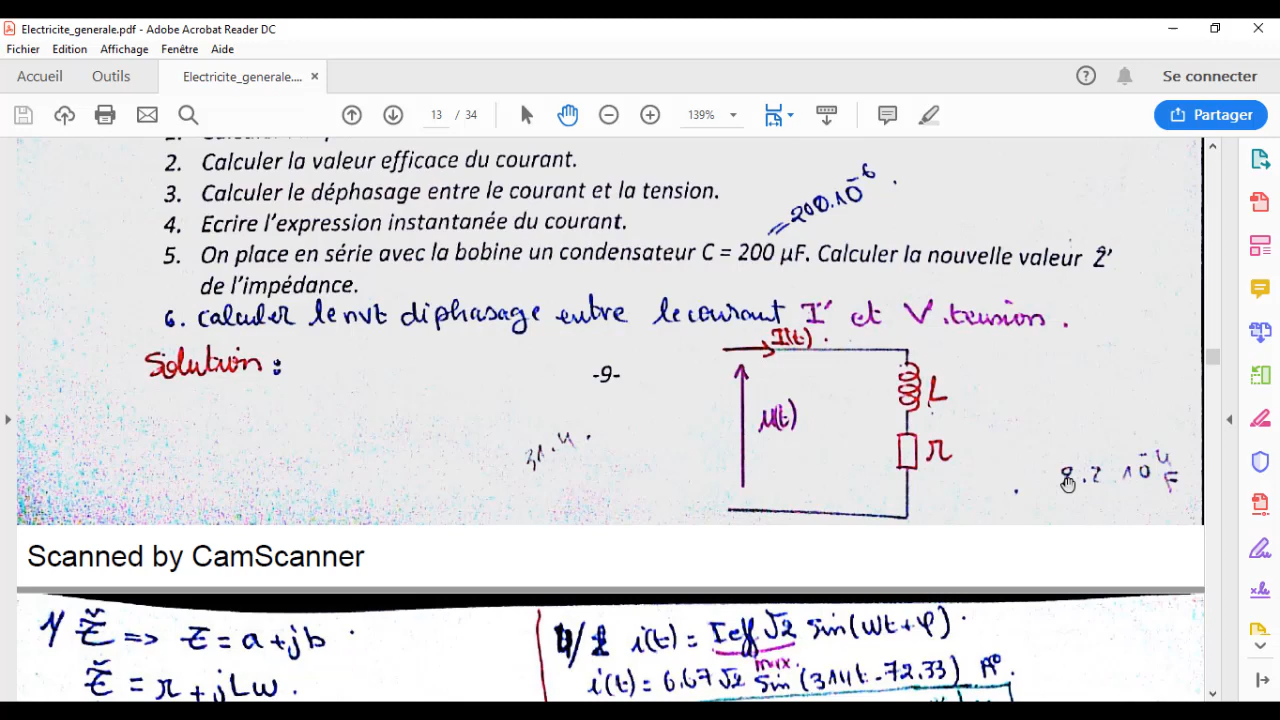 Electricite_generale.pdf - Adobe Acrobat Reader DC
Fichier Edition Affichage Fenêtre Aide
Accueil Outils Electricite_generale.... × Se connecter
13 / 34 139% Partager
1.
2. Calculer la valeur efficace du courant.
3. Calculer le déphasage entre le courant et la tension.
= 200.10⁻⁶
4. Ecrire l'expression instantanée du courant.
5. On place en série avec la bobine un condensateur C = 200 µF. Calculer la nouvelle valeur Z̆'
de l'impédance.
6. calculer le nvt diphasage entre le courant I' et V.tension.
Solution :
I(t)
-9-
L
µ(t)
31.4
r
8.2 10⁻⁴ F
Scanned by CamScanner
1/ Z̆ => Z = a+jb
Z̆ = r+jLω.
4/ i(t) = Ieff √2 sin(wt+φ).
max.
i(t) = 6.67 √2 sin(314t-72.33) A°